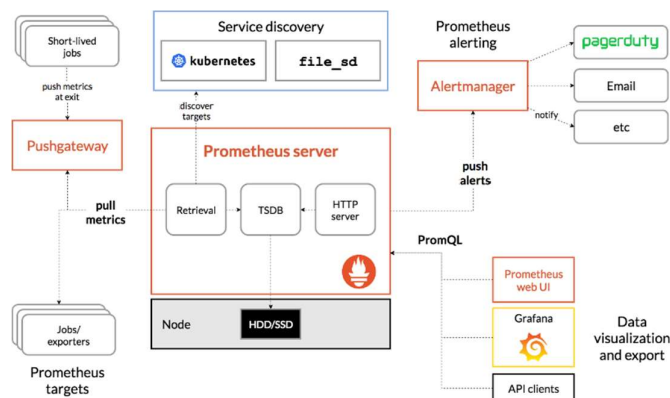 Short-lived
jobs
push metrics
at exit
Pushgateway
pull
metrics
Jobs/
exporters
Prometheus
targets
Service discovery
kubernetes
file_sd
discover
targets
Prometheus server
Retrieval
TSDB
HTTP
server
Node
HDD/SSD
Prometheus
alerting
Alertmanager
pagerduty
Email
notify
etc
push
alerts
PromQL
Prometheus
web UI
Grafana
API clients
Data
visualization
and export